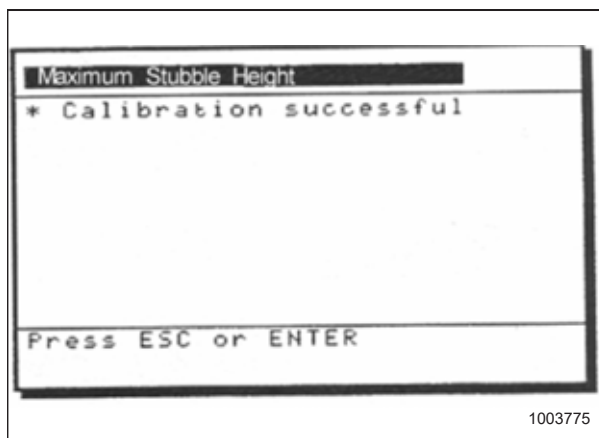 Maximum Stubble Height
* Calibration successful
Press ESC or ENTER
1003775